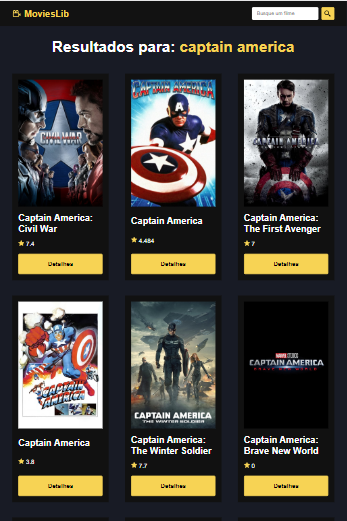 MoviesLib
Busque um filme
Resultados para: captain america
CIVIL WAR
CAPTAIN AMERICA
CAPTAIN AMERICA
Captain America:
Civil War
7.4
Detalhes
Captain America
4.484
Detalhes
Captain America:
The First Avenger
7
Detalhes
CAPTAIN
AMERICA
CAPTAIN AMERICA
THE WINTER SOLDIER
MARVEL STUDIOS
CAPTAIN AMERICA
BRAVE NEW WORLD
Captain America
3.8
Detalhes
Captain America:
The Winter Soldier
7.7
Detalhes
Captain America:
Brave New World
0
Detalhes